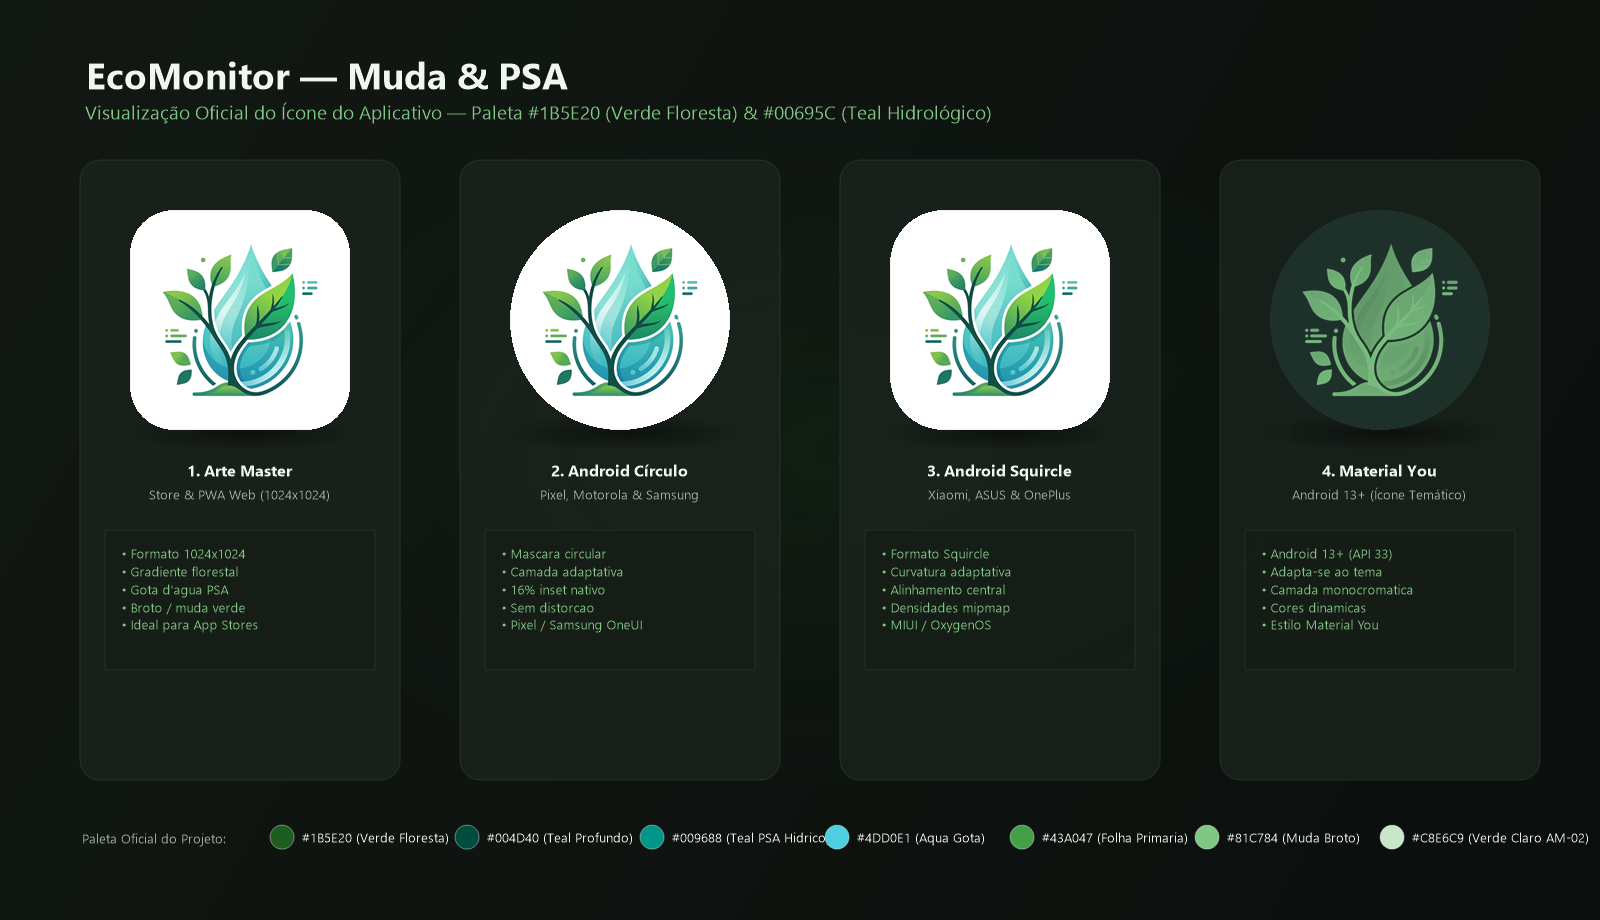 EcoMonitor — Muda & PSA
Visualização Oficial do Ícone do Aplicativo — Paleta #1B5E20 (Verde Floresta) & #00695C (Teal Hidrológico)
1. Arte Master
Store & PWA Web (1024x1024)
• Formato 1024x1024
• Gradiente florestal
• Gota d'agua PSA
• Broto / muda verde
• Ideal para App Stores
2. Android Círculo
Pixel, Motorola & Samsung
• Mascara circular
• Camada adaptativa
• 16% inset nativo
• Sem distorcao
• Pixel / Samsung OneUI
3. Android Squircle
Xiaomi, ASUS & OnePlus
• Formato Squircle
• Curvatura adaptativa
• Alinhamento central
• Densidades mipmap
• MIUI / OxygenOS
4. Material You
Android 13+ (Ícone Temático)
• Android 13+ (API 33)
• Adapta-se ao tema
• Camada monocromatica
• Cores dinamicas
• Estilo Material You
Paleta Oficial do Projeto:
#1B5E20 (Verde Floresta)
#004D40 (Teal Profundo)
#009688 (Teal PSA Hidrico
#4DD0E1 (Aqua Gota)
#43A047 (Folha Primaria)
#81C784 (Muda Broto)
#C8E6C9 (Verde Claro AM-02)